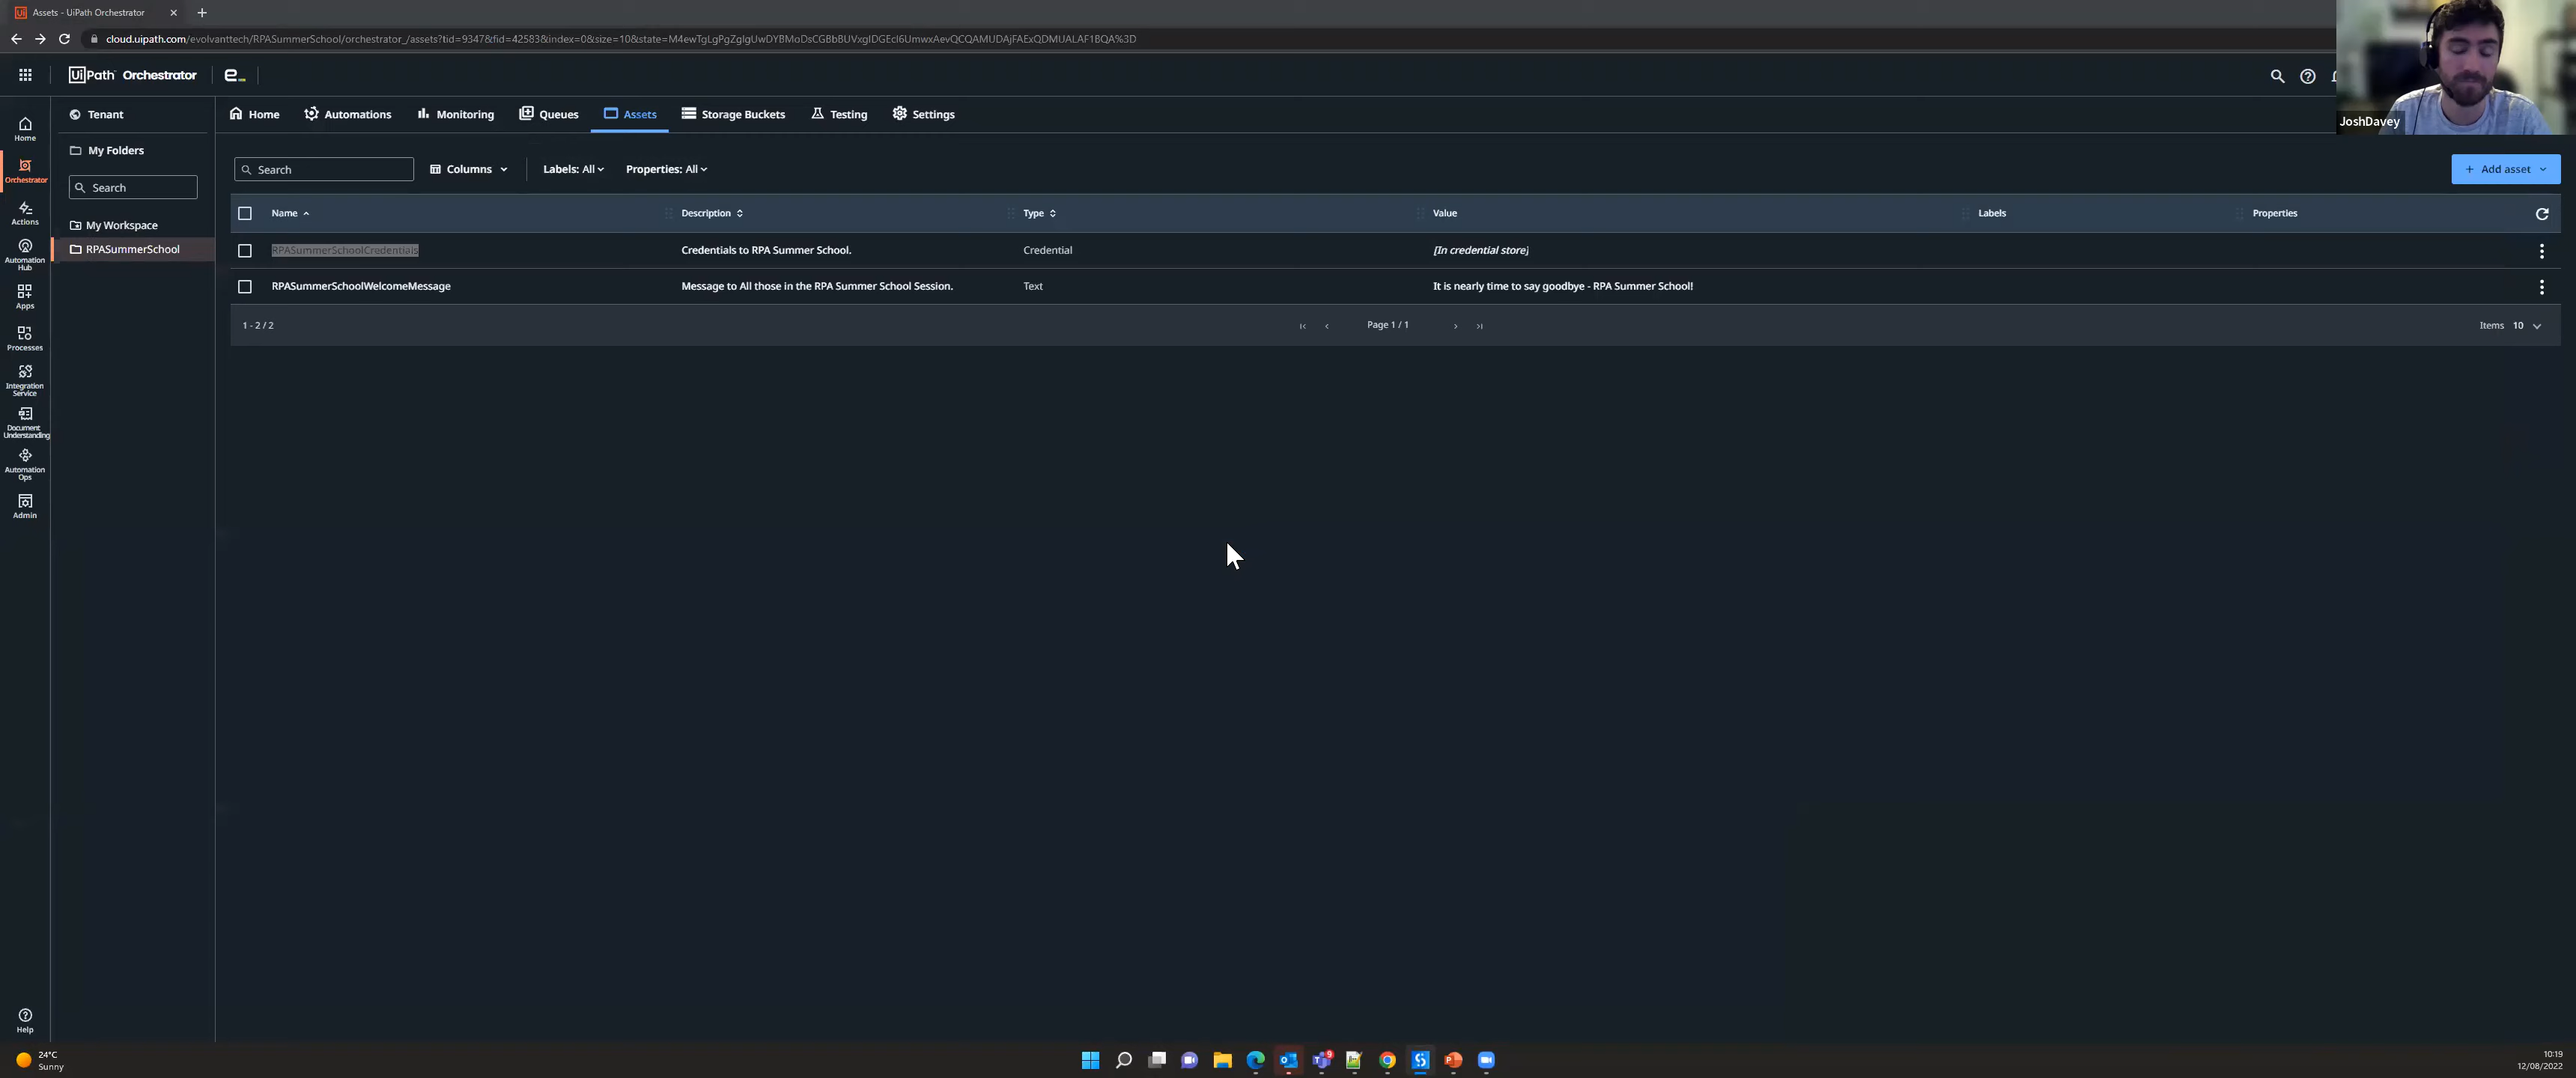 Assets - UiPath Orchestrator
cloud.uipath.com/evolvanttech/RPASummerSchool/orchestrator_/assets?tid=9347&fid=42583&index=0&size=10&state=
UiPath Orchestrator e_
JoshDavey
Home
Orchestrator
Actions
Automation
Hub
Apps
Processes
Integration
Service
Document
Understanding
Automation
Ops
Admin
Help
Tenant
My Folders
Search
My Workspace
RPASummerSchool
Home Automations Monitoring Queues Assets Storage Buckets Testing Settings
Search Columns Labels: All Properties: All + Add asset
Name Description Type Value Labels Properties
RPASummerSchoolCredentials Credentials to RPA Summer School. Credential [In credential store]
RPASummerSchoolWelcomeMessage Message to All those in the RPA Summer School Session. Text It is nearly time to say goodbye - RPA Summer School!
1 - 2 / 2 Page 1 / 1 Items 10
24°C
Sunny
9
10:19
12/08/2022